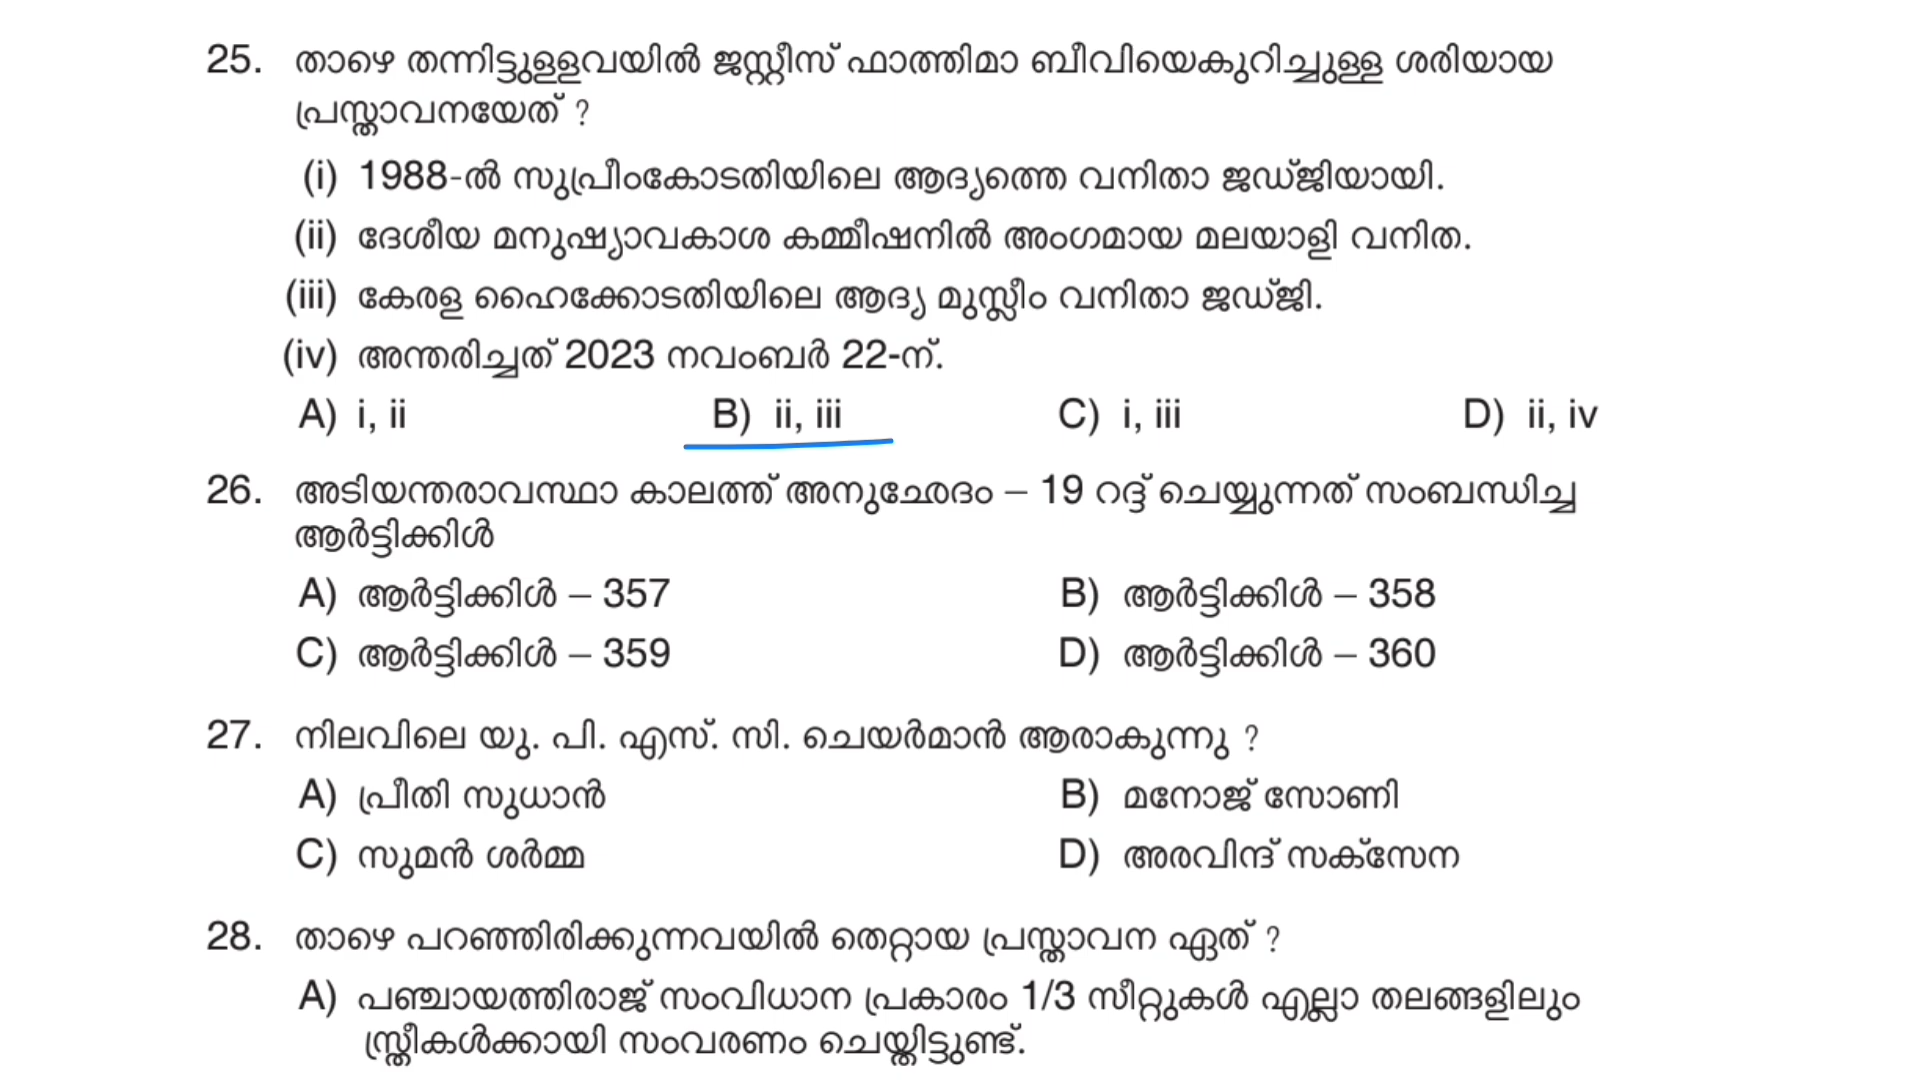 25. താഴെ തന്നിട്ടുള്ളവയിൽ ജസ്റ്റീസ് ഫാത്തിമാ ബീവിയെകുറിച്ചുള്ള ശരിയായ
പ്രസ്താവനയേത് ?
(i) 1988-ൽ സുപ്രീംകോടതിയിലെ ആദ്യത്തെ വനിതാ ജഡ്ജിയായി.
(ii) ദേശീയ മനുഷ്യാവകാശ കമ്മീഷനിൽ അംഗമായ മലയാളി വനിത.
(iii) കേരള ഹൈക്കോടതിയിലെ ആദ്യ മുസ്ലീം വനിതാ ജഡ്ജി.
(iv) അന്തരിച്ചത് 2023 നവംബർ 22-ന്.
A) i, ii B) ii, iii C) i, iii D) ii, iv
26. അടിയന്തരാവസ്ഥാ കാലത്ത് അനുഛേദം – 19 റദ്ദ് ചെയ്യുന്നത് സംബന്ധിച്ച
ആർട്ടിക്കിൾ
A) ആർട്ടിക്കിൾ – 357 B) ആർട്ടിക്കിൾ – 358
C) ആർട്ടിക്കിൾ – 359 D) ആർട്ടിക്കിൾ – 360
27. നിലവിലെ യു. പി. എസ്. സി. ചെയർമാൻ ആരാകുന്നു ?
A) പ്രീതി സുധാൻ B) മനോജ് സോണി
C) സുമൻ ശർമ്മ D) അരവിന്ദ് സക്സേന
28. താഴെ പറഞ്ഞിരിക്കുന്നവയിൽ തെറ്റായ പ്രസ്താവന ഏത് ?
A) പഞ്ചായത്തിരാജ് സംവിധാന പ്രകാരം 1/3 സീറ്റുകൾ എല്ലാ തലങ്ങളിലും
സ്ത്രീകൾക്കായി സംവരണം ചെയ്തിട്ടുണ്ട്.